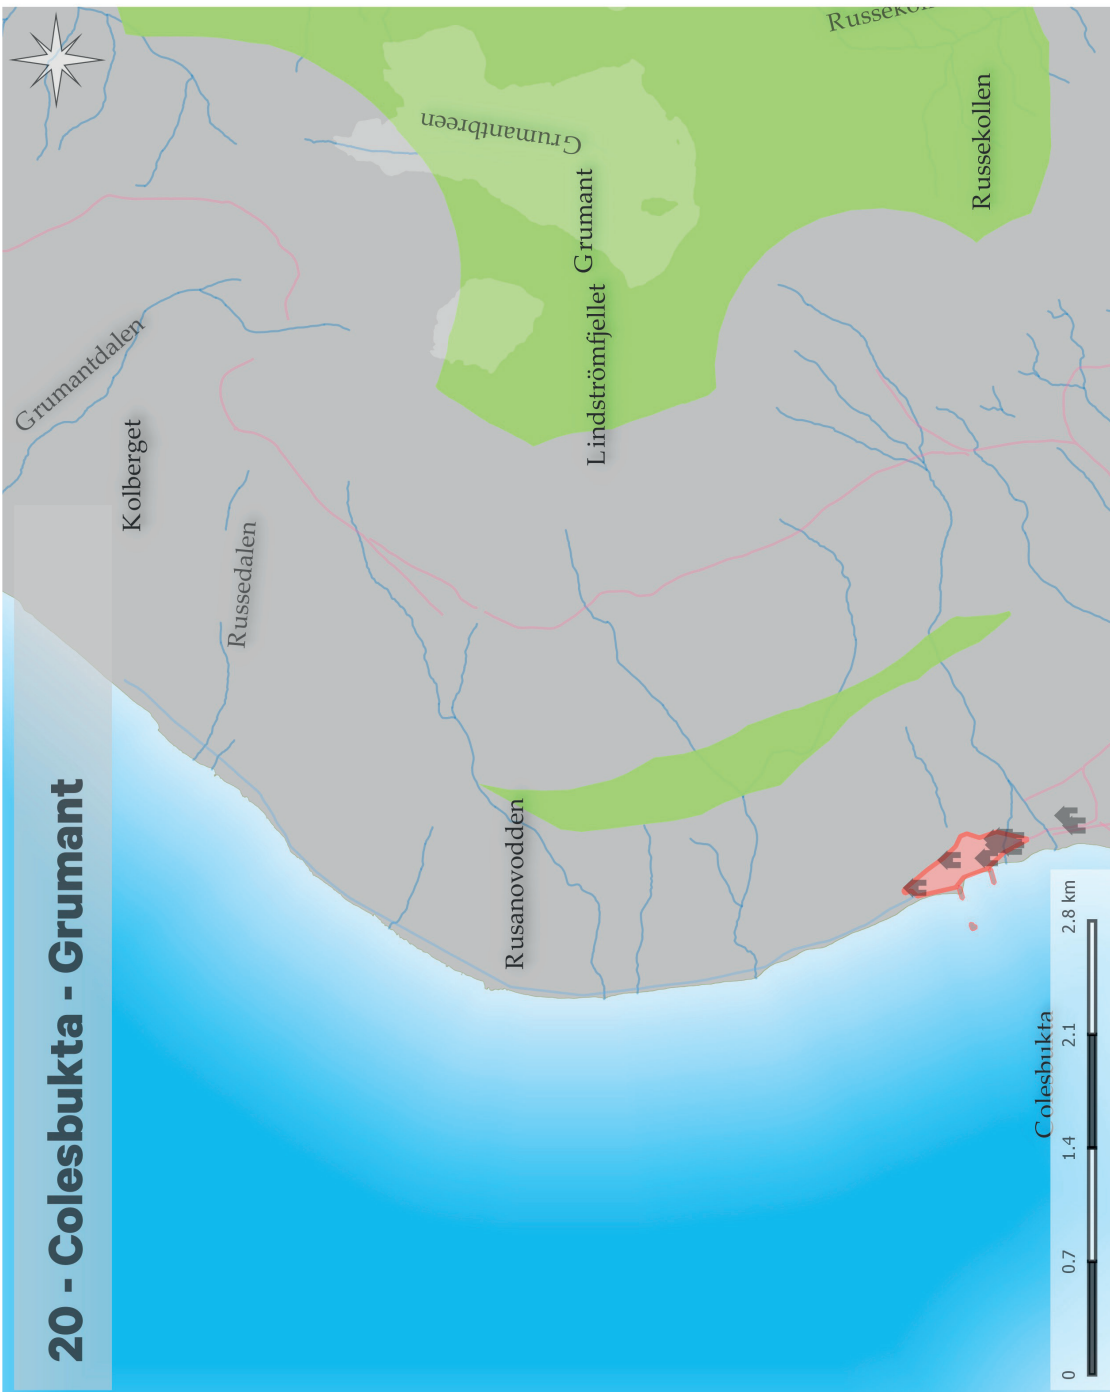 20 - Colesbukta - Grumant
Grumantdalen
Kolberget
Russedalen
Rusanovodden
Grumantbreen
Grumant
Lindströmfjellet
Russekollen
Colesbukta
0 0.7 1.4 2.1 2.8 km